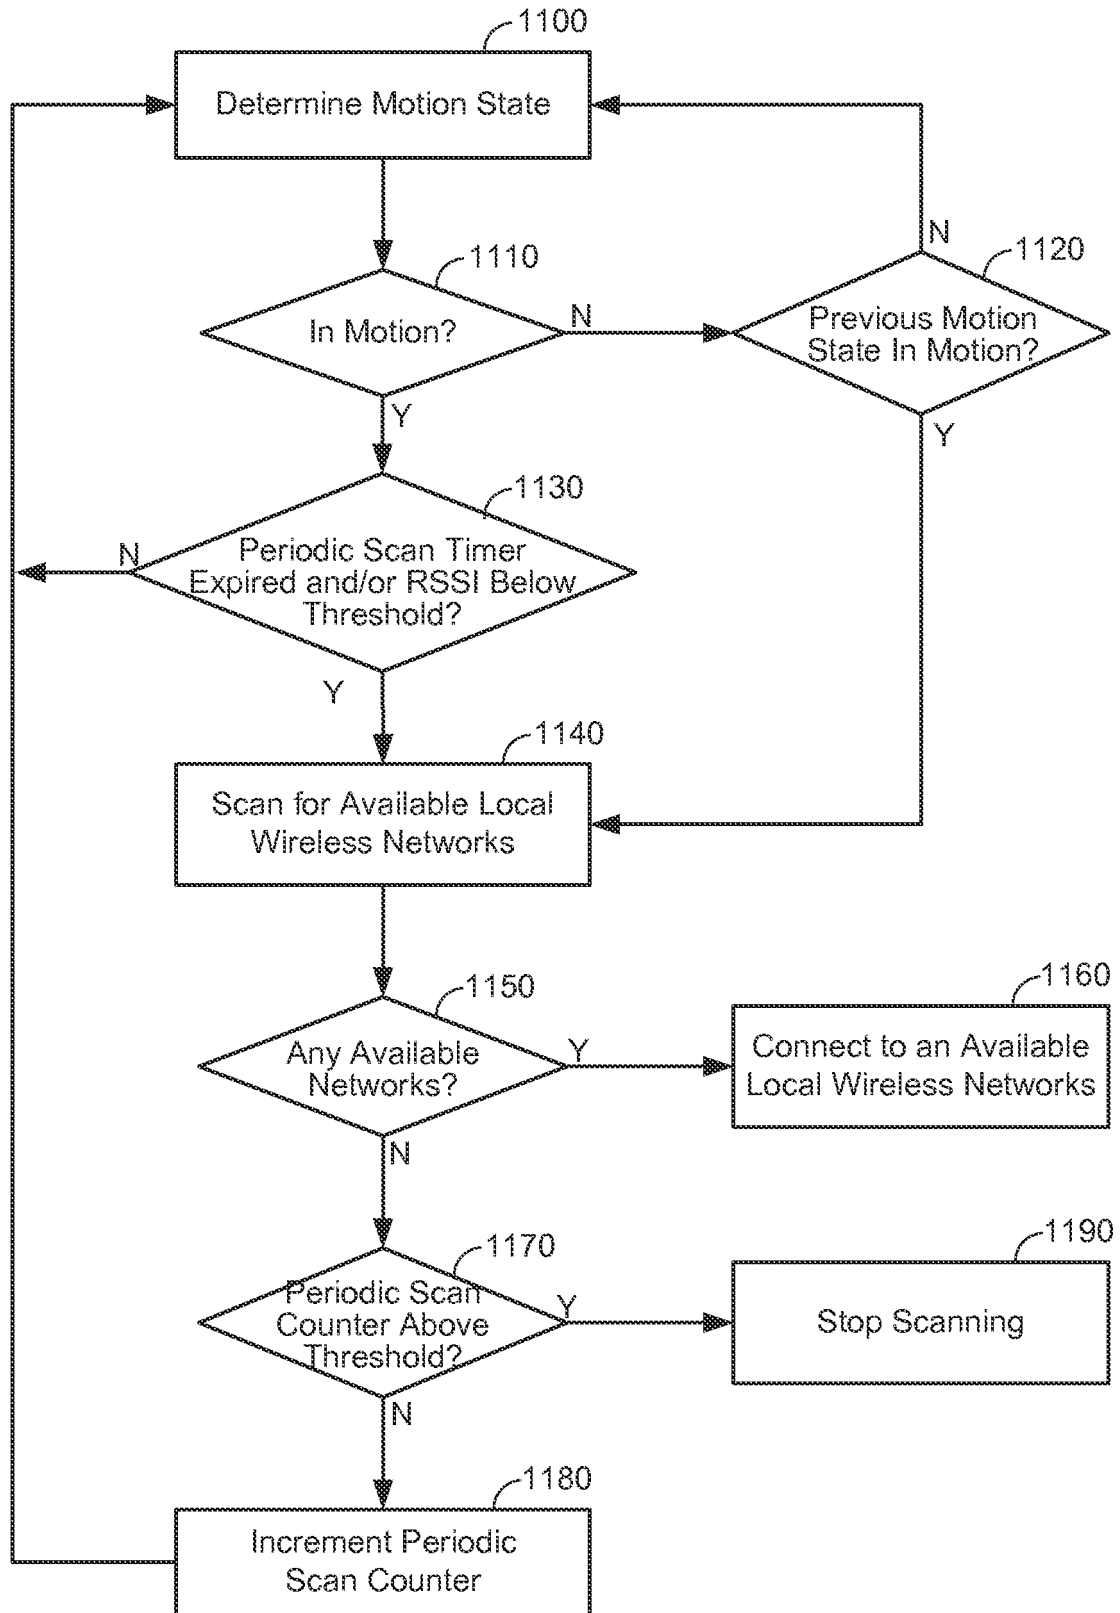 1100
Determine Motion State
N
1110
1120
In Motion?
N
Previous Motion
State In Motion?
Y
Y
1130
N
Periodic Scan Timer
Expired and/or RSSI Below
Threshold?
Y
1140
Scan for Available Local
Wireless Networks
1150
1160
Any Available
Networks?
Y
Connect to an Available
Local Wireless Networks
N
1170
1190
Periodic Scan
Counter Above
Threshold?
Y
Stop Scanning
N
1180
Increment Periodic
Scan Counter